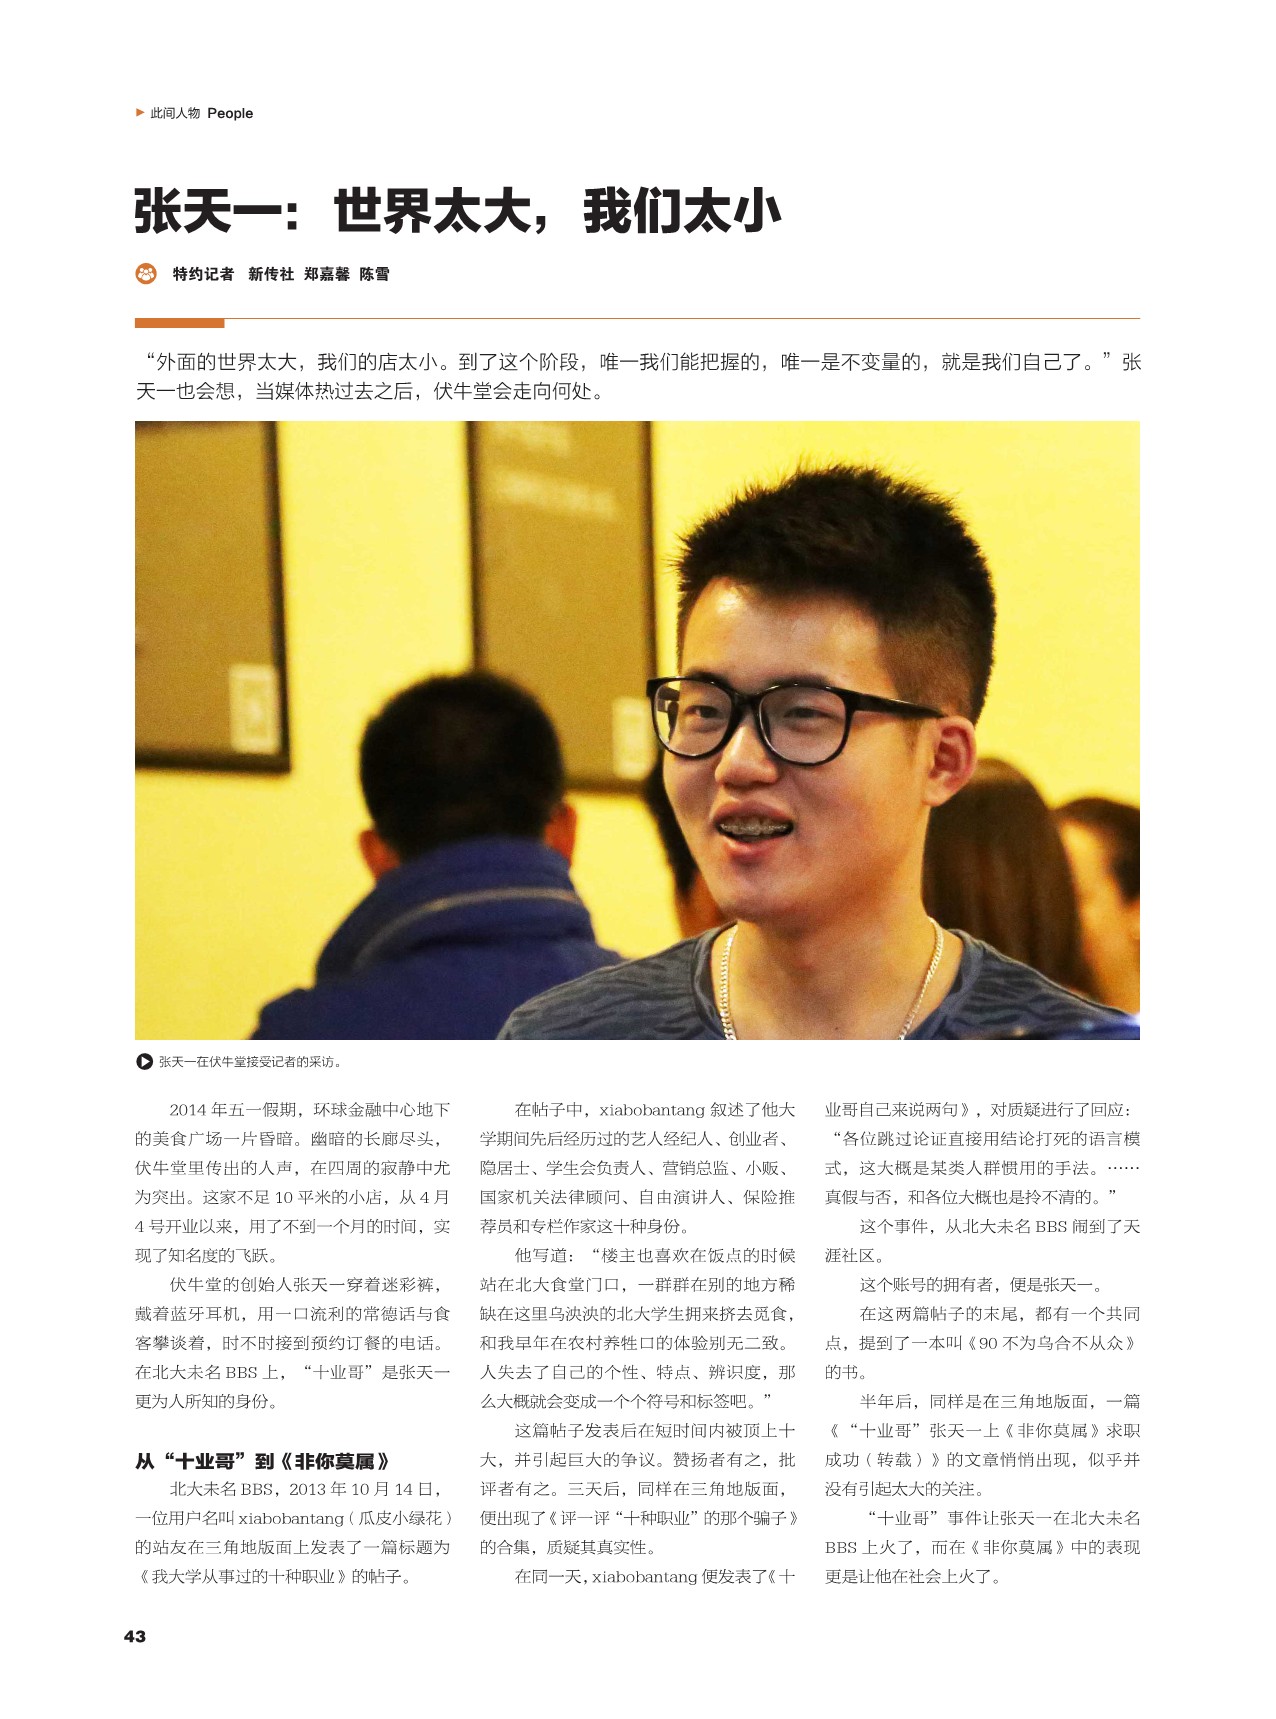 此间人物 People
张天一：世界太大，我们太小
特约记者 新传社 郑嘉馨 陈雪
“外面的世界太大，我们的店太小。到了这个阶段，唯一我们能把握的，唯一是不变量的，就是我们自己了。”张
天一也会想，当媒体热过去之后，伏牛堂会走向何处。
张天一在伏牛堂接受记者的采访。
2014 年五一假期，环球金融中心地下
的美食广场一片昏暗。幽暗的长廊尽头，
伏牛堂里传出的人声，在四周的寂静中尤
为突出。这家不足 10 平米的小店，从 4 月
4 号开业以来，用了不到一个月的时间，实
现了知名度的飞跃。
伏牛堂的创始人张天一穿着迷彩裤，
戴着蓝牙耳机，用一口流利的常德话与食
客攀谈着，时不时接到预约订餐的电话。
在北大未名 BBS 上，“十业哥”是张天一
更为人所知的身份。
从“十业哥”到《非你莫属》
北大未名 BBS，2013 年 10 月 14 日，
一位用户名叫 xiabobantang（瓜皮小绿花）
的站友在三角地版面上发表了一篇标题为
《我大学从事过的十种职业》的帖子。
在帖子中，xiabobantang 叙述了他大
学期间先后经历过的艺人经纪人、创业者、
隐居士、学生会负责人、营销总监、小贩、
国家机关法律顾问、自由演讲人、保险推
荐员和专栏作家这十种身份。
他写道：“楼主也喜欢在饭点的时候
站在北大食堂门口，一群群在别的地方稀
缺在这里乌泱泱的北大学生拥来挤去觅食，
和我早年在农村养牲口的体验别无二致。
人失去了自己的个性、特点、辨识度，那
么大概就会变成一个个符号和标签吧。”
这篇帖子发表后在短时间内被顶上十
大，并引起巨大的争议。赞扬者有之，批
评者有之。三天后，同样在三角地版面，
便出现了《评一评“十种职业”的那个骗子》
的合集，质疑其真实性。
在同一天，xiabobantang 便发表了《十
业哥自己来说两句》，对质疑进行了回应：
“各位跳过论证直接用结论打死的语言模
式，这大概是某类人群惯用的手法。……
真假与否，和各位大概也是拎不清的。”
这个事件，从北大未名 BBS 闹到了天
涯社区。
这个账号的拥有者，便是张天一。
在这两篇帖子的末尾，都有一个共同
点，提到了一本叫《90 不为乌合不从众》
的书。
半年后，同样是在三角地版面，一篇
《“十业哥”张天一上《非你莫属》求职
成功（转载）》的文章悄悄出现，似乎并
没有引起太大的关注。
“十业哥”事件让张天一在北大未名
BBS 上火了，而在《非你莫属》中的表现
更是让他在社会上火了。
43